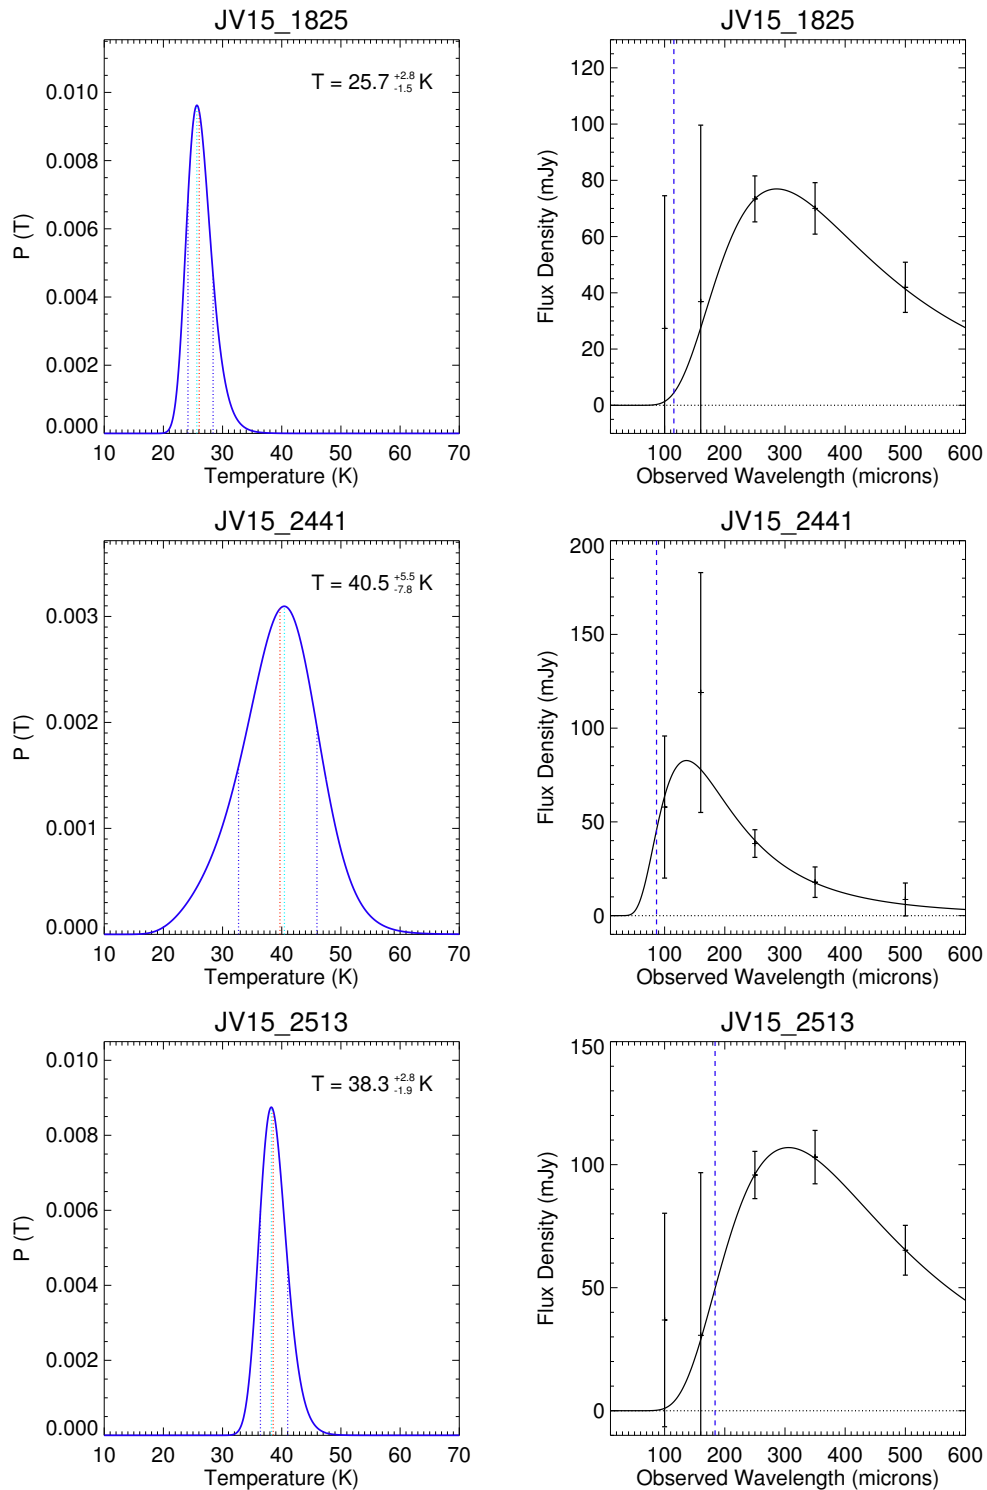 JV15_1825
JV15_1825
T = 25.7 +2.8 -1.5 K
P (T)
0.010
0.008
0.006
0.004
0.002
0.000
10 20 30 40 50 60 70
Temperature (K)
Flux Density (mJy)
120
100
80
60
40
20
0
100 200 300 400 500 600
Observed Wavelength (microns)
JV15_2441
JV15_2441
T = 40.5 +5.5 -7.8 K
P (T)
0.003
0.002
0.001
0.000
10 20 30 40 50 60 70
Temperature (K)
Flux Density (mJy)
200
150
100
50
0
100 200 300 400 500 600
Observed Wavelength (microns)
JV15_2513
JV15_2513
T = 38.3 +2.8 -1.9 K
P (T)
0.010
0.008
0.006
0.004
0.002
0.000
10 20 30 40 50 60 70
Temperature (K)
Flux Density (mJy)
150
100
50
0
100 200 300 400 500 600
Observed Wavelength (microns)